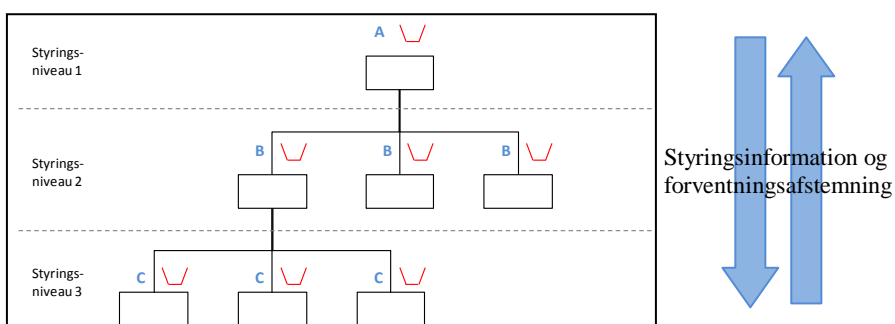 A
Styrings-
niveau 1
B B B
Styrings-
niveau 2
Styringsinformation og
forventningsafstemning
C C C
Styrings-
niveau 3